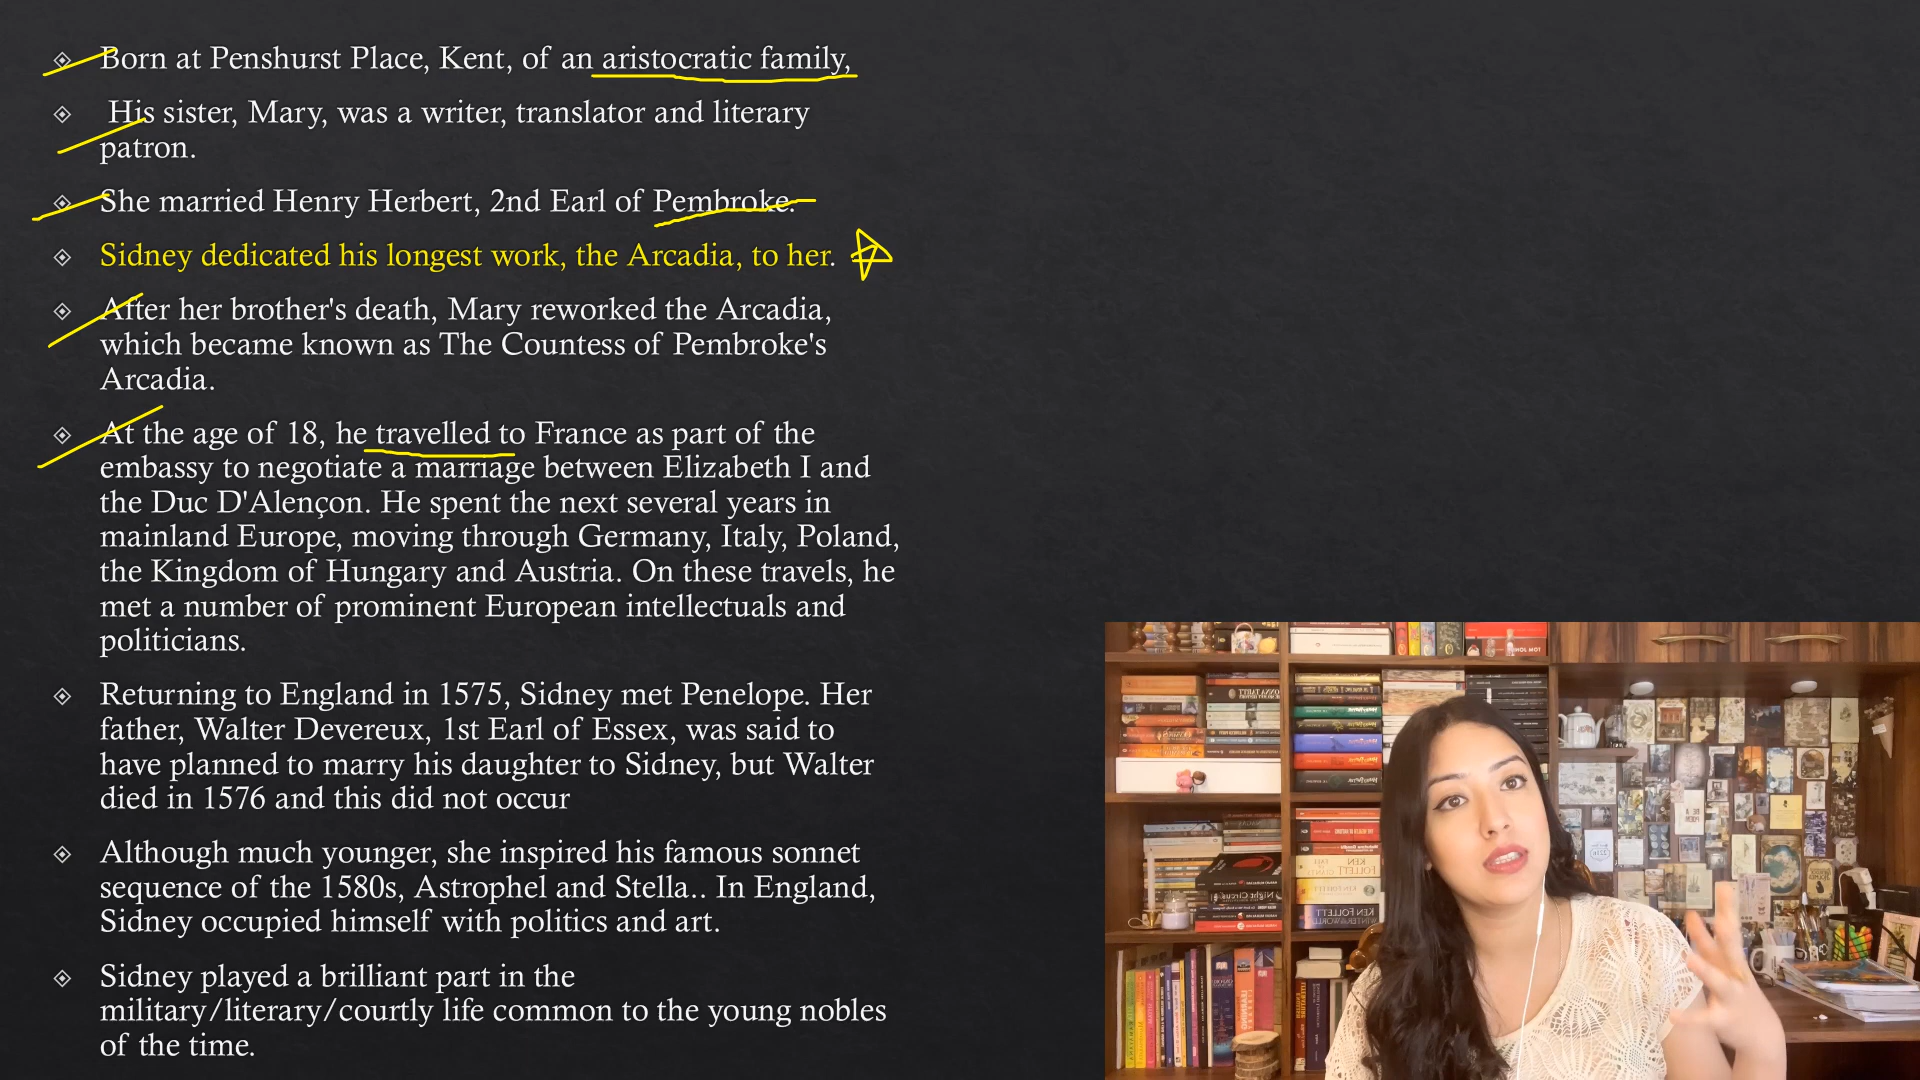 Born at Penshurst Place, Kent, of an aristocratic family,
His sister, Mary, was a writer, translator and literary
patron.
She married Henry Herbert, 2nd Earl of Pembroke.
Sidney dedicated his longest work, the Arcadia, to her.
After her brother's death, Mary reworked the Arcadia,
which became known as The Countess of Pembroke's
Arcadia.
At the age of 18, he travelled to France as part of the
embassy to negotiate a marriage between Elizabeth I and
the Duc D'Alençon. He spent the next several years in
mainland Europe, moving through Germany, Italy, Poland,
the Kingdom of Hungary and Austria. On these travels, he
met a number of prominent European intellectuals and
politicians.
Returning to England in 1575, Sidney met Penelope. Her
father, Walter Devereux, 1st Earl of Essex, was said to
have planned to marry his daughter to Sidney, but Walter
died in 1576 and this did not occur
Although much younger, she inspired his famous sonnet
sequence of the 1580s, Astrophel and Stella.. In England,
Sidney occupied himself with politics and art.
Sidney played a brilliant part in the
military/literary/courtly life common to the young nobles
of the time.
KEN
FOLLETT
KEN FOLLETT